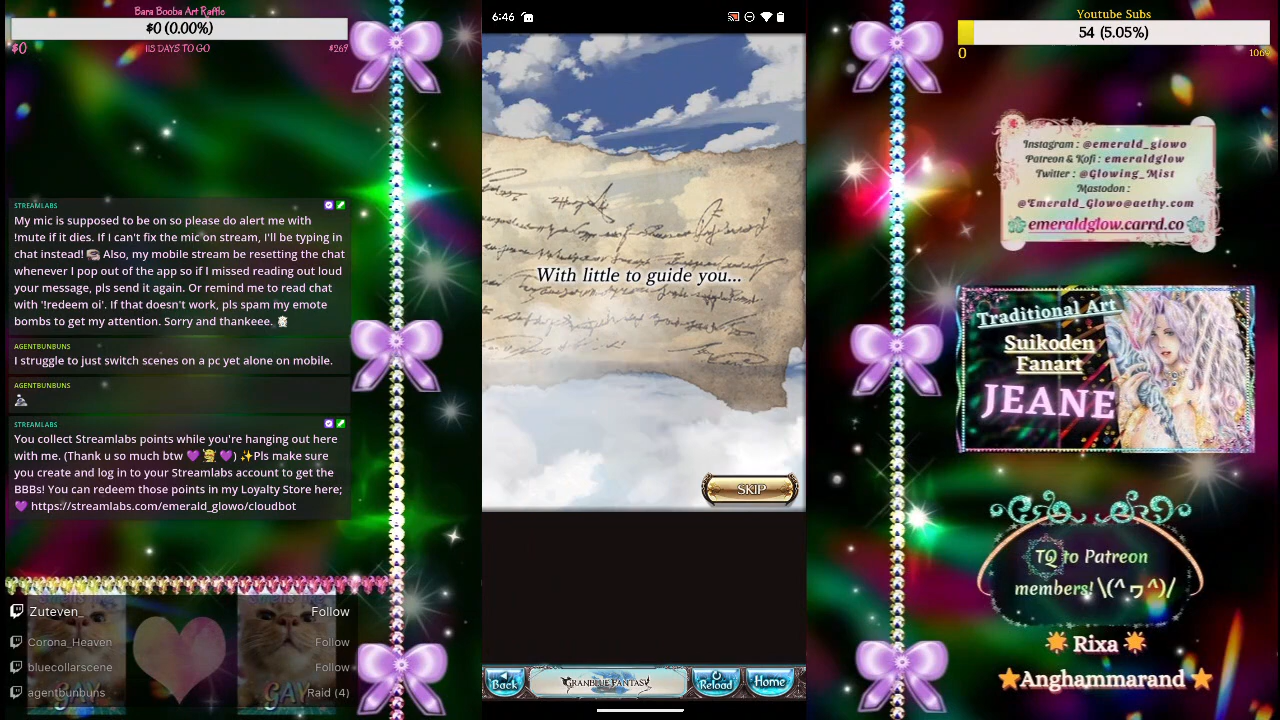 Bara Booba Art Raffle
$0 (0.00%)
$0
115 DAYS TO GO
$269
STREAMLABS
My mic is supposed to be on so please do alert me with
!mute if it dies. If I can't fix the mic on stream, I'll be typing in
chat instead! Also, my mobile stream be resetting the chat
whenever I pop out of the app so if I missed reading out loud
your message, pls send it again. Or remind me to read chat
with '!redeem oi'. If that doesn't work, pls spam my emote
bombs to get my attention. Sorry and thankeee.
AGENTBUNBUNS
I struggle to just switch scenes on a pc yet alone on mobile.
AGENTBUNBUNS
STREAMLABS
You collect Streamlabs points while you're hanging out here
with me. (Thank u so much btw 💜 💜) ✨Pls make sure
you create and log in to your Streamlabs account to get the
BBBs! You can redeem those points in my Loyalty Store here;
💜 https://streamlabs.com/emerald_glowo/cloudbot
Zuteven_
Follow
Corona_Heaven
Follow
bluecollarscene
Follow
agentbunbuns
Raid (4)
GAY
GAY
6:46
With little to guide you...
SKIP
Back
GRANBLUE FANTASY
Reload
Home
Youtube Subs
54 (5.05%)
0
1069
Instagram : @emerald_glowo
Patreon & Kofi : emeraldglow
Twitter : @Glowing_Mist
Mastodon :
@Emerald_Glowo@aethy.com
emeraldglow.carrd.co
Traditional Art
Suikoden
Fanart
JEANE
TQ to Patreon
members! \(^ヮ^)/
Rixa
Anghammarand